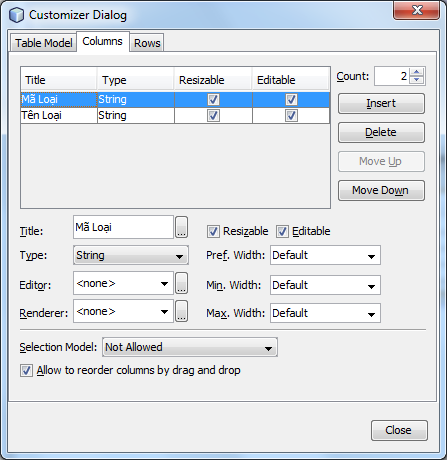 Customizer Dialog
Table Model Columns Rows
Title Type Resizable Editable
Mã Loại String
Tên Loại String
Count: 2
Insert
Delete
Move Up
Move Down
Title: Mã Loại ... Resizable Editable
Type: String Pref. Width: Default
Editor: <none> ... Min. Width: Default
Renderer: <none> ... Max. Width: Default
Selection Model: Not Allowed
Allow to reorder columns by drag and drop
Close